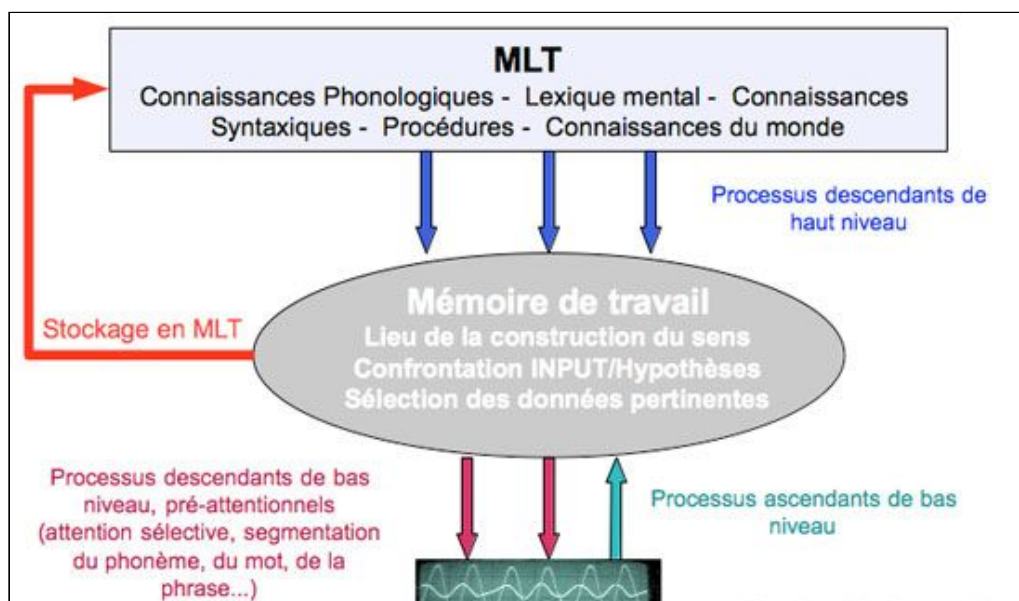 MLT
Connaissances Phonologiques - Lexique mental - Connaissances
Syntaxiques - Procédures - Connaissances du monde
Processus descendants de
haut niveau
Mémoire de travail
Lieu de la construction du sens
Confrontation INPUT/Hypothèses
Sélection des données pertinentes
Stockage en MLT
Processus descendants de bas
niveau, pré-attentionnels
(attention sélective, segmentation
du phonème, du mot, de la
phrase...)
Processus ascendants de bas
niveau